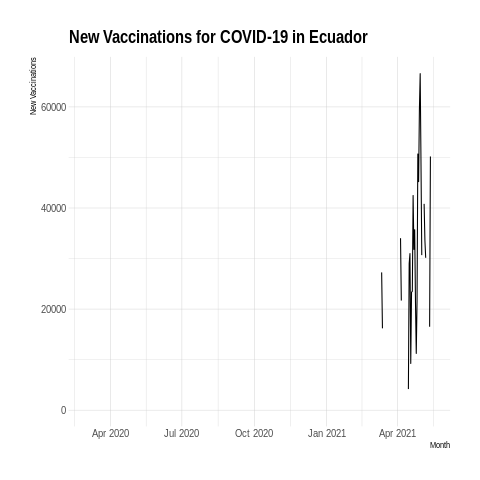 New Vaccinations for COVID-19 in Ecuador
New Vaccinations
60000
40000
20000
0
Apr 2020 Jul 2020 Oct 2020 Jan 2021 Apr 2021
Month